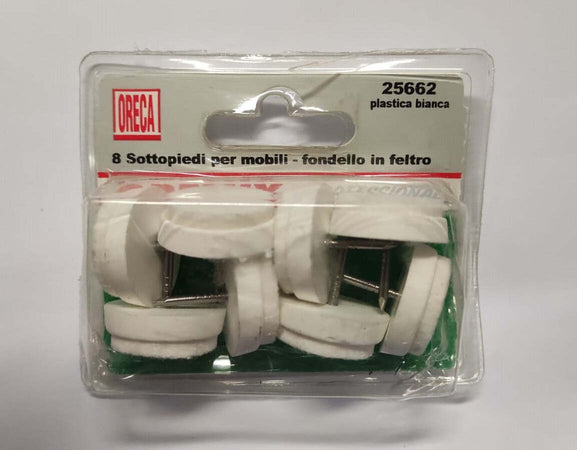 ORECA
25662
plastica bianca
8 Sottopiedi per mobili - fondello in feltro